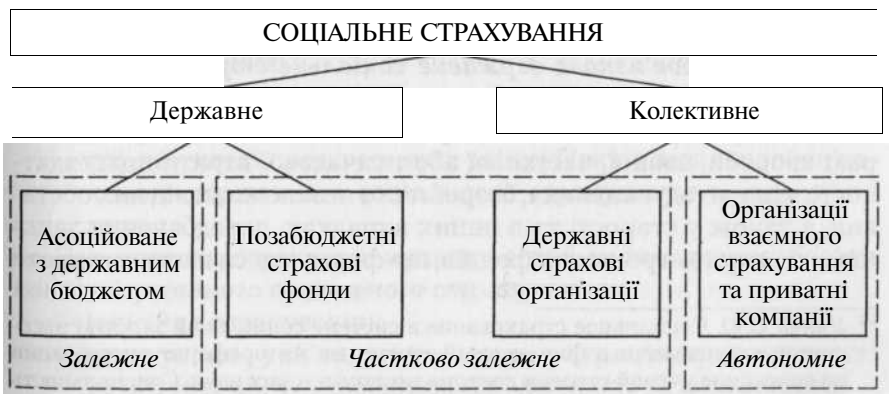 СОЦІАЛЬНЕ СТРАХУВАННЯ
Державне
Колективне
Асоційоване
з державним
бюджетом
Позабюдженні
страхові
фонди
Державні
страхові
організації
Організації
взаємного
страхування
та приватні
компанії
Залежне
Частково залежне
Автономне